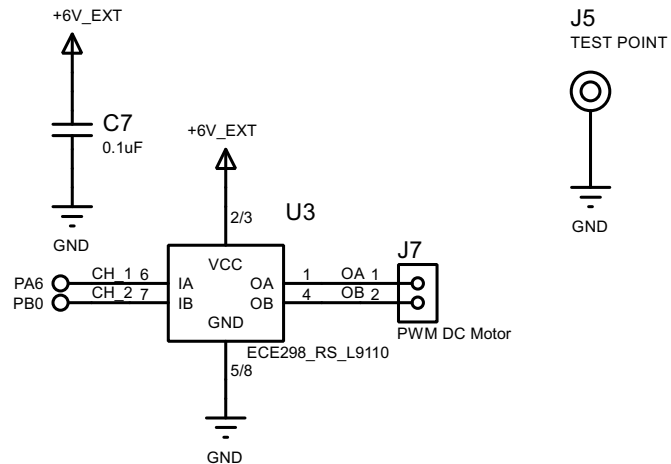 +6V_EXT
C7
0.1uF
GND
J5
TEST POINT
GND
+6V_EXT
2/3
U3
VCC
PA6 CH_1 6 IA OA 1 OA 1
PB0 CH_2 7 IB OB 4 OB 2
GND
J7
PWM DC Motor
ECE298_RS_L9110
5/8
GND